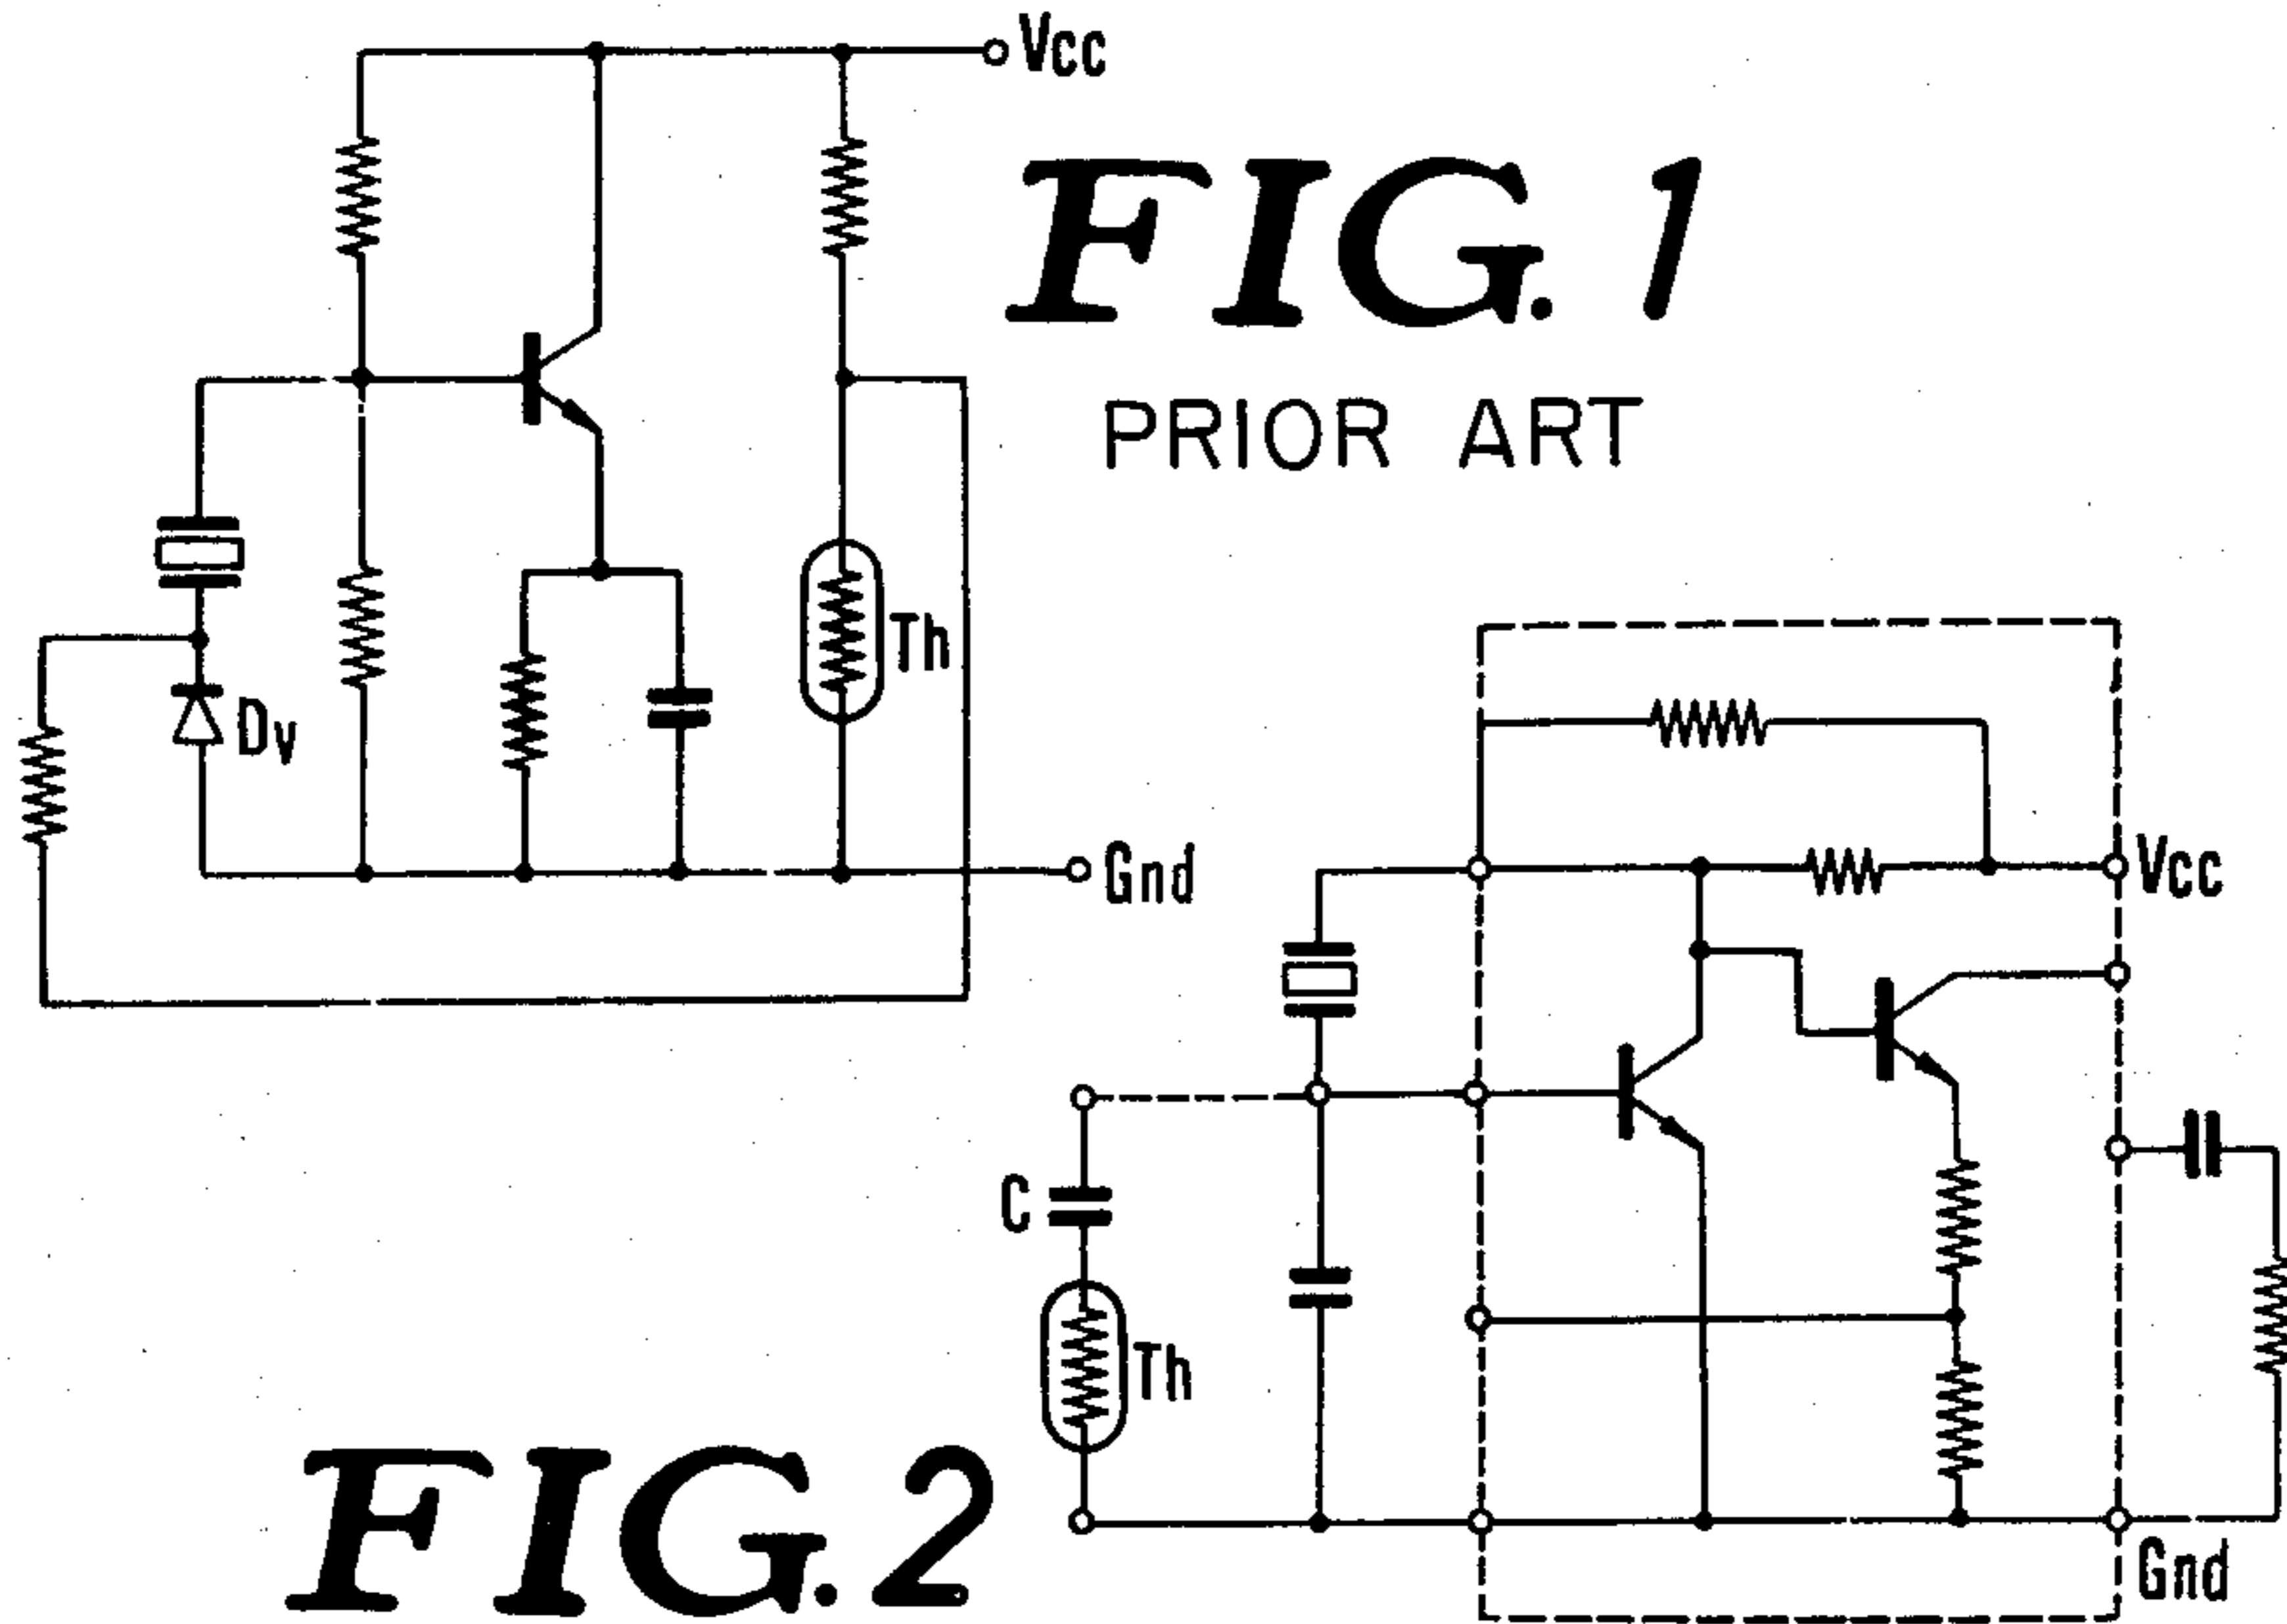 Vcc
FIG. 1
PRIOR ART
Th
Dv
Gnd
Vcc
C
Th
FIG. 2
Gnd